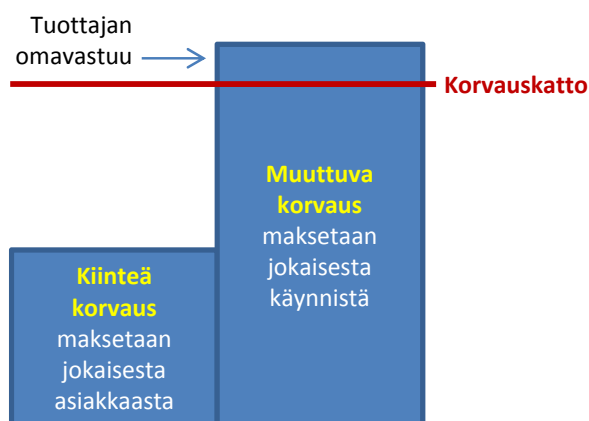 Tuottajan
omavastuu
Korvauskatto
Muuttuva
korvaus
maksetaan
jokaisesta
käynnistä
Kiinteä
korvaus
maksetaan
jokaisesta
asiakkaasta